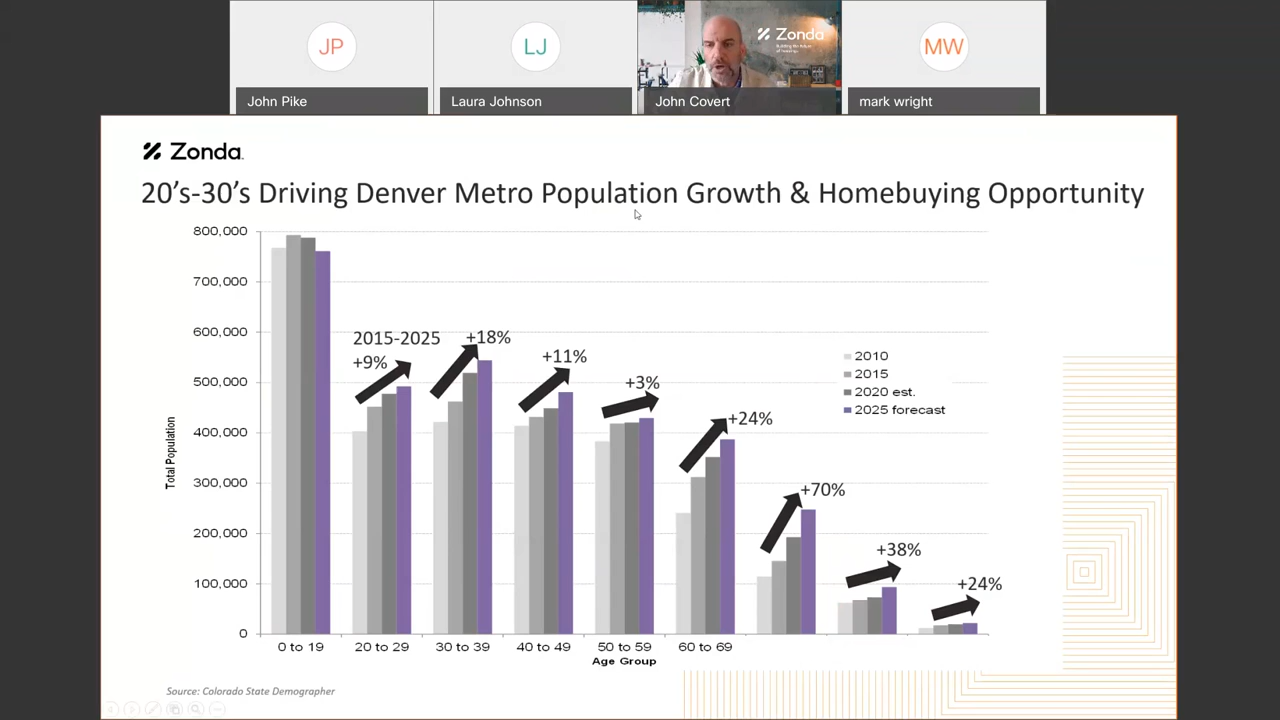 JP
LJ
Zonda
MW
John Pike
Laura Johnson
John Covert
mark wright
Zonda
20's-30's Driving Denver Metro Population Growth & Homebuying Opportunity
800,000
700,000
600,000
500,000
400,000
300,000
200,000
100,000
0
Total Population
2015-2025
+9%
+18%
+11%
+3%
+24%
+70%
+38%
+24%
2010
2015
2020 est.
2025 forecast
0 to 19
20 to 29
30 to 39
40 to 49
50 to 59
60 to 69
Age Group
Source: Colorado State Demographer